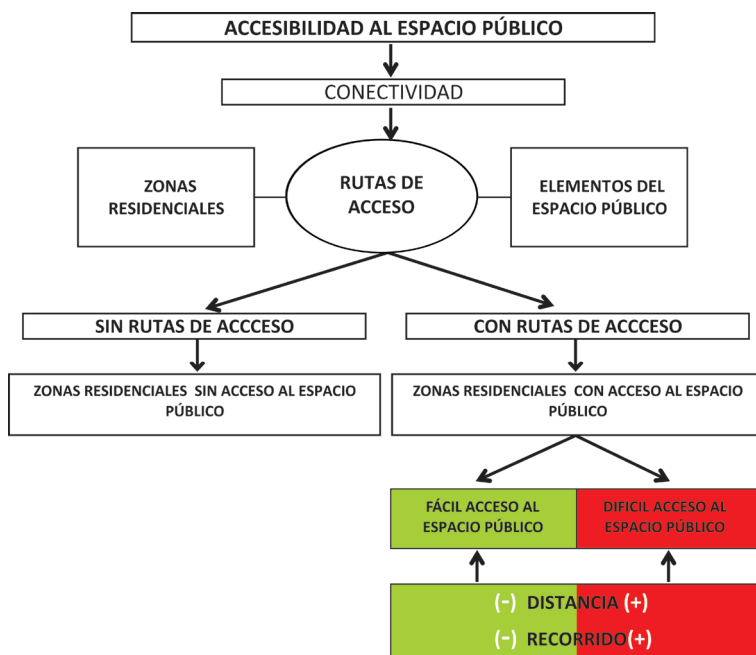 ACCESIBILIDAD AL ESPACIO PÚBLICO
CONECTIVIDAD
ZONAS
RESIDENCIALES
RUTAS DE
ACCESO
ELEMENTOS DEL
ESPACIO PÚBLICO
SIN RUTAS DE ACCCESO
CON RUTAS DE ACCCESO
ZONAS RESIDENCIALES SIN ACCESO AL ESPACIO
PÚBLICO
ZONAS RESIDENCIALES CON ACCESO AL ESPACIO
PÚBLICO
FÁCIL ACCESO AL
ESPACIO PÚBLICO
DIFICIL ACCESO AL
ESPACIO PÚBLICO
(-) DISTANCIA (+)
(-) RECORRIDO(+)